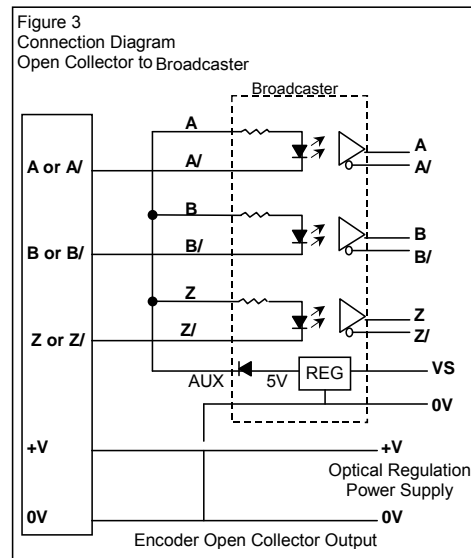 Figure 3
Connection Diagram
Open Collector to Broadcaster
Broadcaster
A
A
A or A/
A/
A/
B
B
B or B/
B/
B/
Z
Z
Z or Z/
Z/
Z/
AUX
5V
REG
VS
0V
+V
+V
Optical Regulation
Power Supply
0V
0V
Encoder Open Collector Output